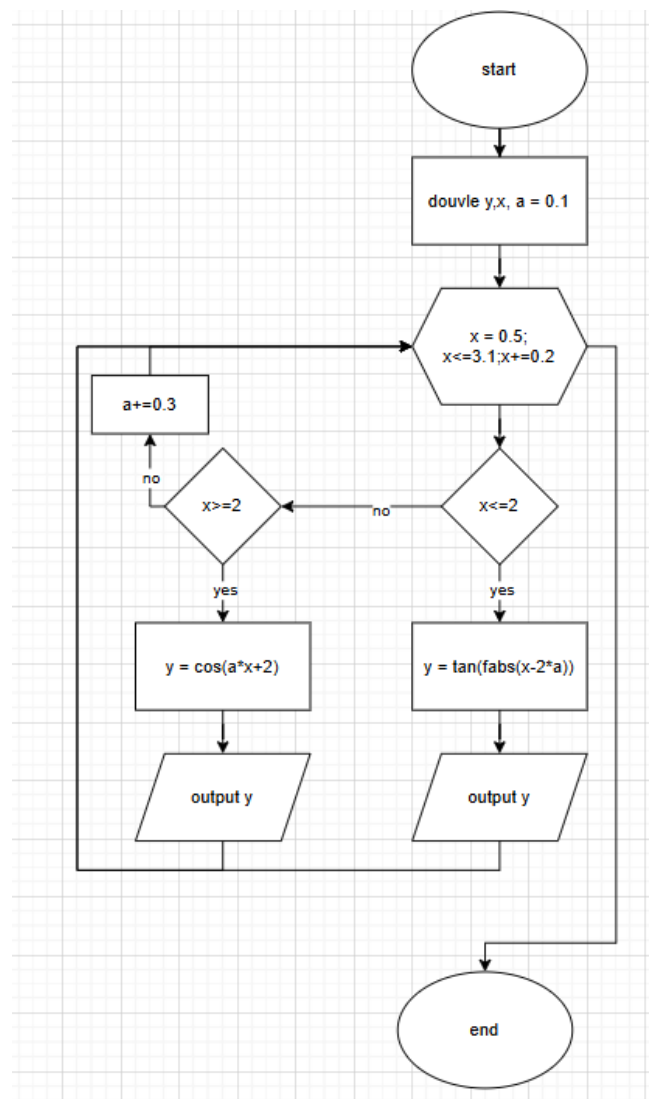 start
douvle y,x, a = 0.1
x = 0.5;
x<=3.1;x+=0.2
a+=0.3
no
x>=2
no
x<=2
yes
yes
y = cos(a*x+2)
y = tan(fabs(x-2*a))
output y
output y
end